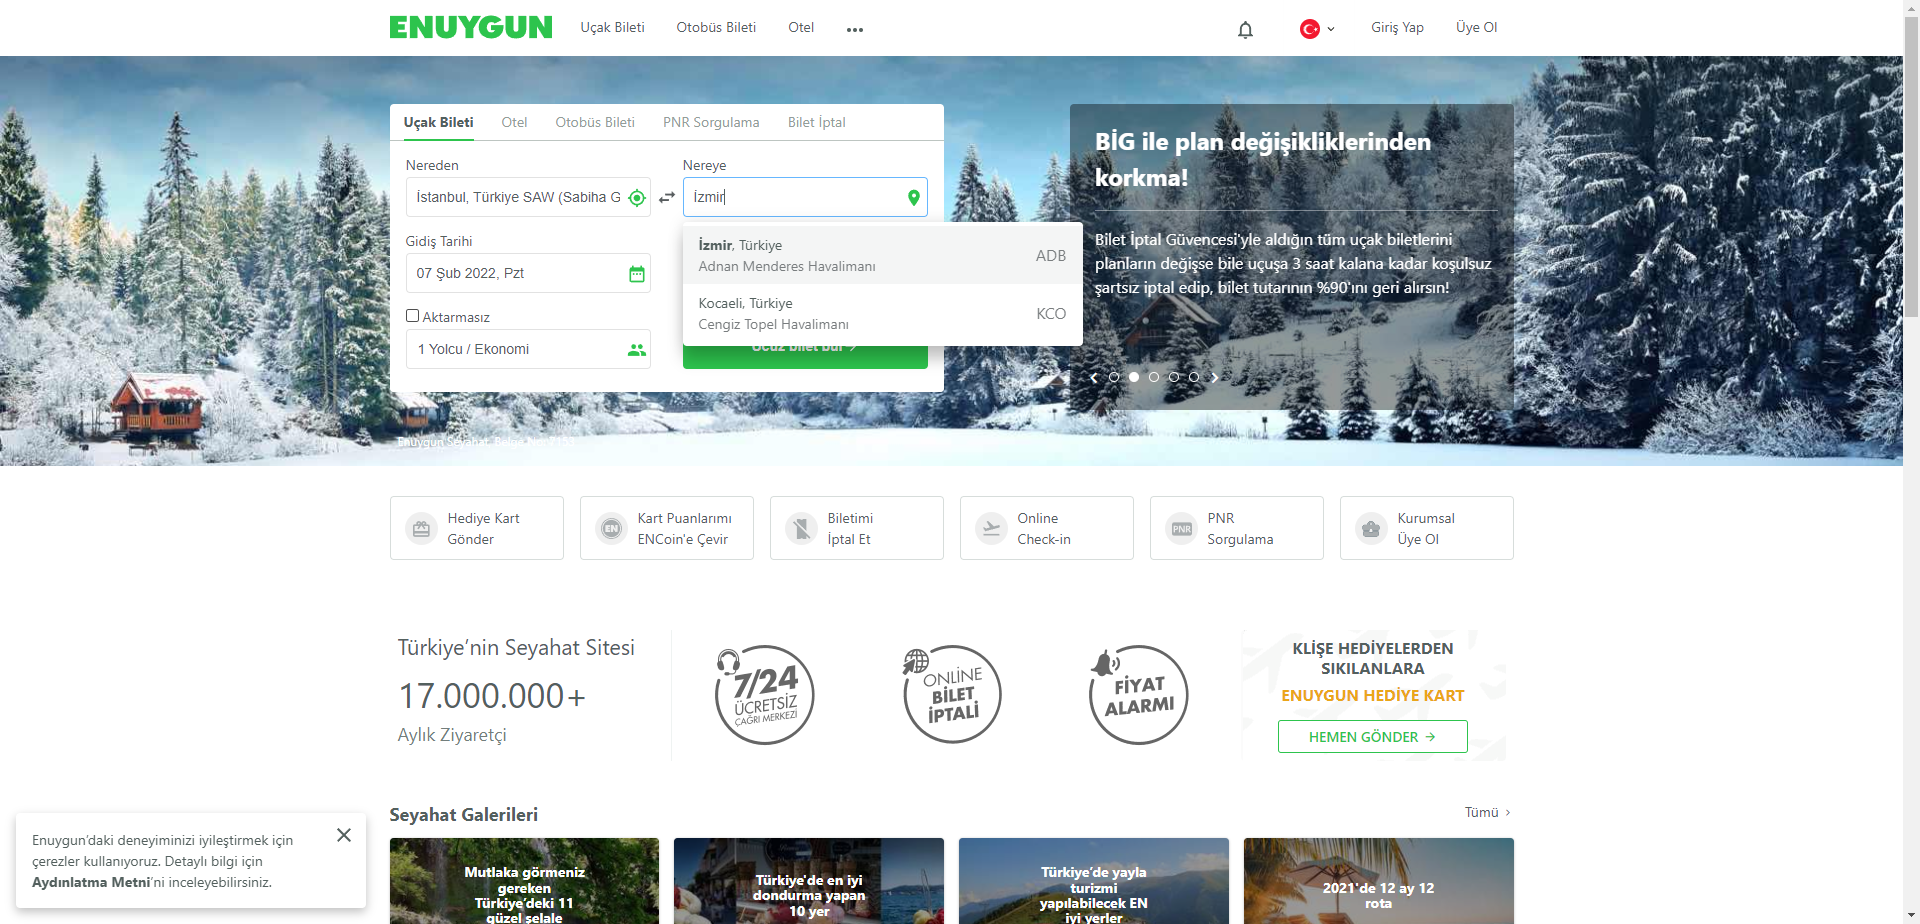 ENUYGUN
Uçak Bileti
Otobüs Bileti
Otel
Giriş Yap
Üye Ol
Uçak Bileti
Otel
Otobüs Bileti
PNR Sorgulama
Bilet İptal
Nereden
Nereye
İstanbul, Türkiye SAW (Sabiha G
İzmir
İzmir, Türkiye
Adnan Menderes Havalimanı
ADB
Kocaeli, Türkiye
Cengiz Topel Havalimanı
KCO
Gidiş Tarihi
07 Şub 2022, Pzt
Aktarmasız
1 Yolcu / Ekonomi
Ucuz bilet bul
BİG ile plan değişikliklerinden
korkma!
Bilet İptal Güvencesi'yle aldığın tüm uçak biletlerini
planların değişse bile uçuşa 3 saat kalana kadar koşulsuz
şartsız iptal edip, bilet tutarının %90'ını geri alırsın!
Enuygun Seyahat, Belge No:
Hediye Kart
Gönder
EN
Kart Puanlarımı
ENCoin'e Çevir
Biletimi
İptal Et
Online
Check-in
PNR
PNR
Sorgulama
Kurumsal
Üye Ol
Türkiye’nin Seyahat Sitesi
17.000.000+
Aylık Ziyaretçi
7/24
ÜCRETSİZ
ÇAĞRI MERKEZİ
ONLİNE
BİLET
İPTALİ
FİYAT
ALARMI
KLİŞE HEDİYELERDEN
SIKILANLARA
ENUYGUN HEDİYE KART
HEMEN GÖNDER
Seyahat Galerileri
Tümü
Mutlaka görmeniz
gereken
Türkiye’deki 11
güzel şelale
Türkiye'de en iyi
dondurma yapan
10 yer
Türkiye’de yayla
turizmi
yapılabilecek EN
iyi yerler
2021'de 12 ay 12
rota
Enuygun’daki deneyiminizi iyileştirmek için
çerezler kullanıyoruz. Detaylı bilgi için
Aydınlatma Metni’ni inceleyebilirsiniz.